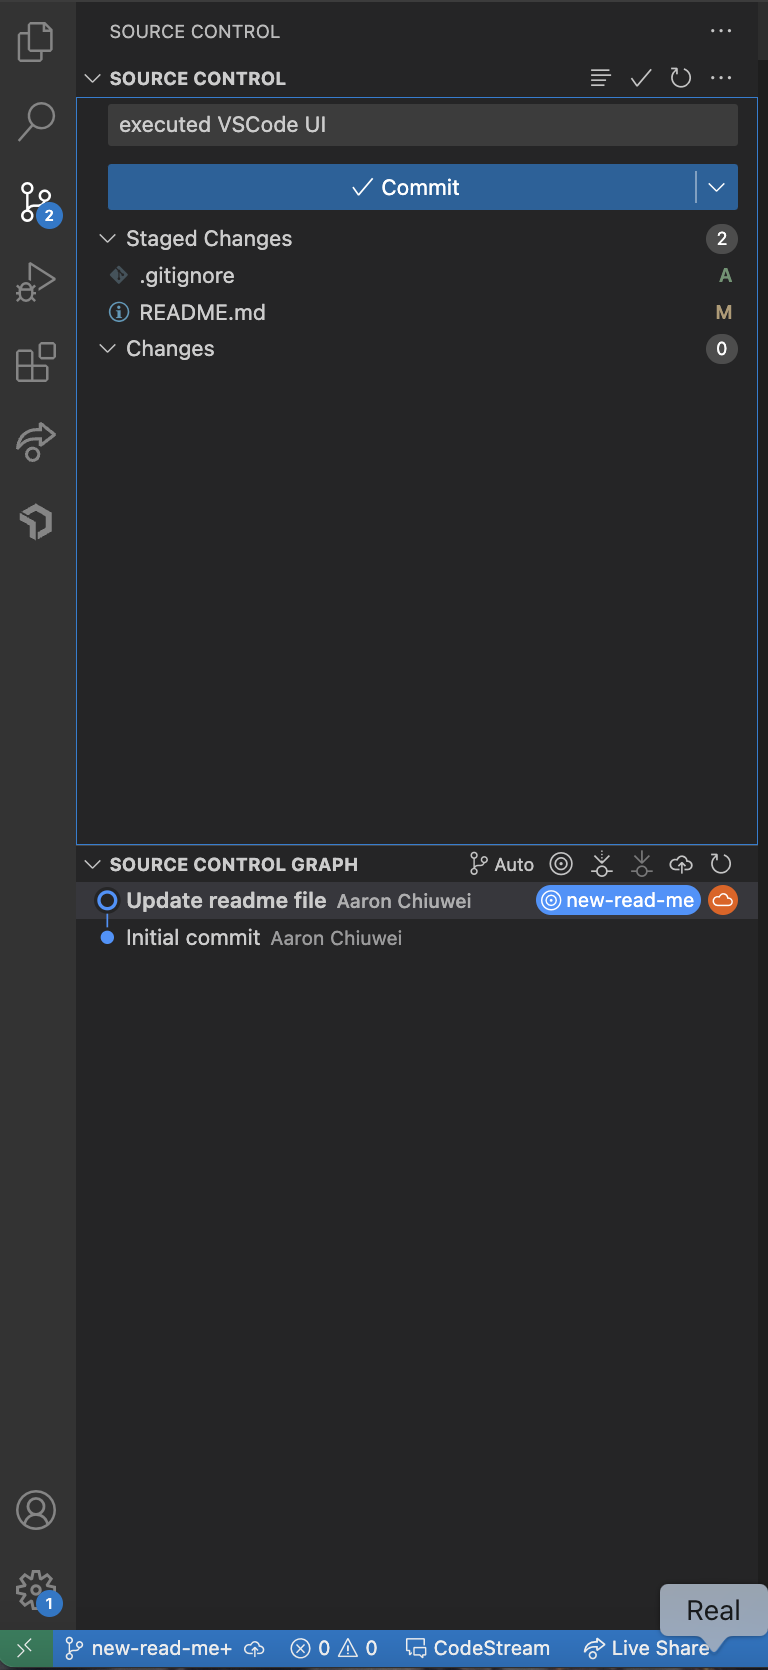 SOURCE CONTROL
SOURCE CONTROL
executed VSCode UI
Commit
2
Staged Changes 2
.gitignore A
README.md M
Changes 0
SOURCE CONTROL GRAPH Auto
Update readme file Aaron Chiuwei new-read-me
Initial commit Aaron Chiuwei
1
Real
new-read-me+ 0 0 CodeStream Live Share